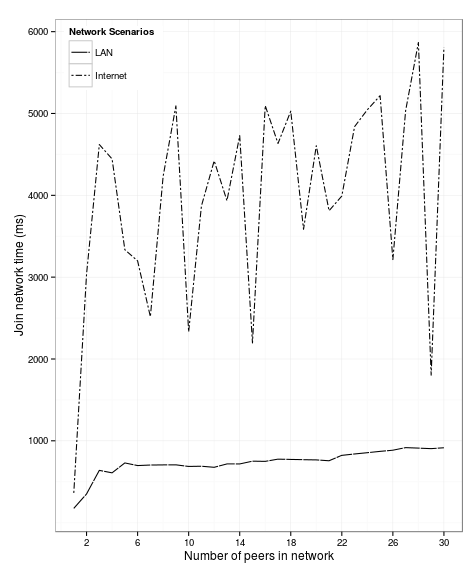 Network Scenarios
LAN
Internet
6000
5000
4000
3000
2000
1000
Join network time (ms)
2 6 10 14 18 22 26 30
Number of peers in network